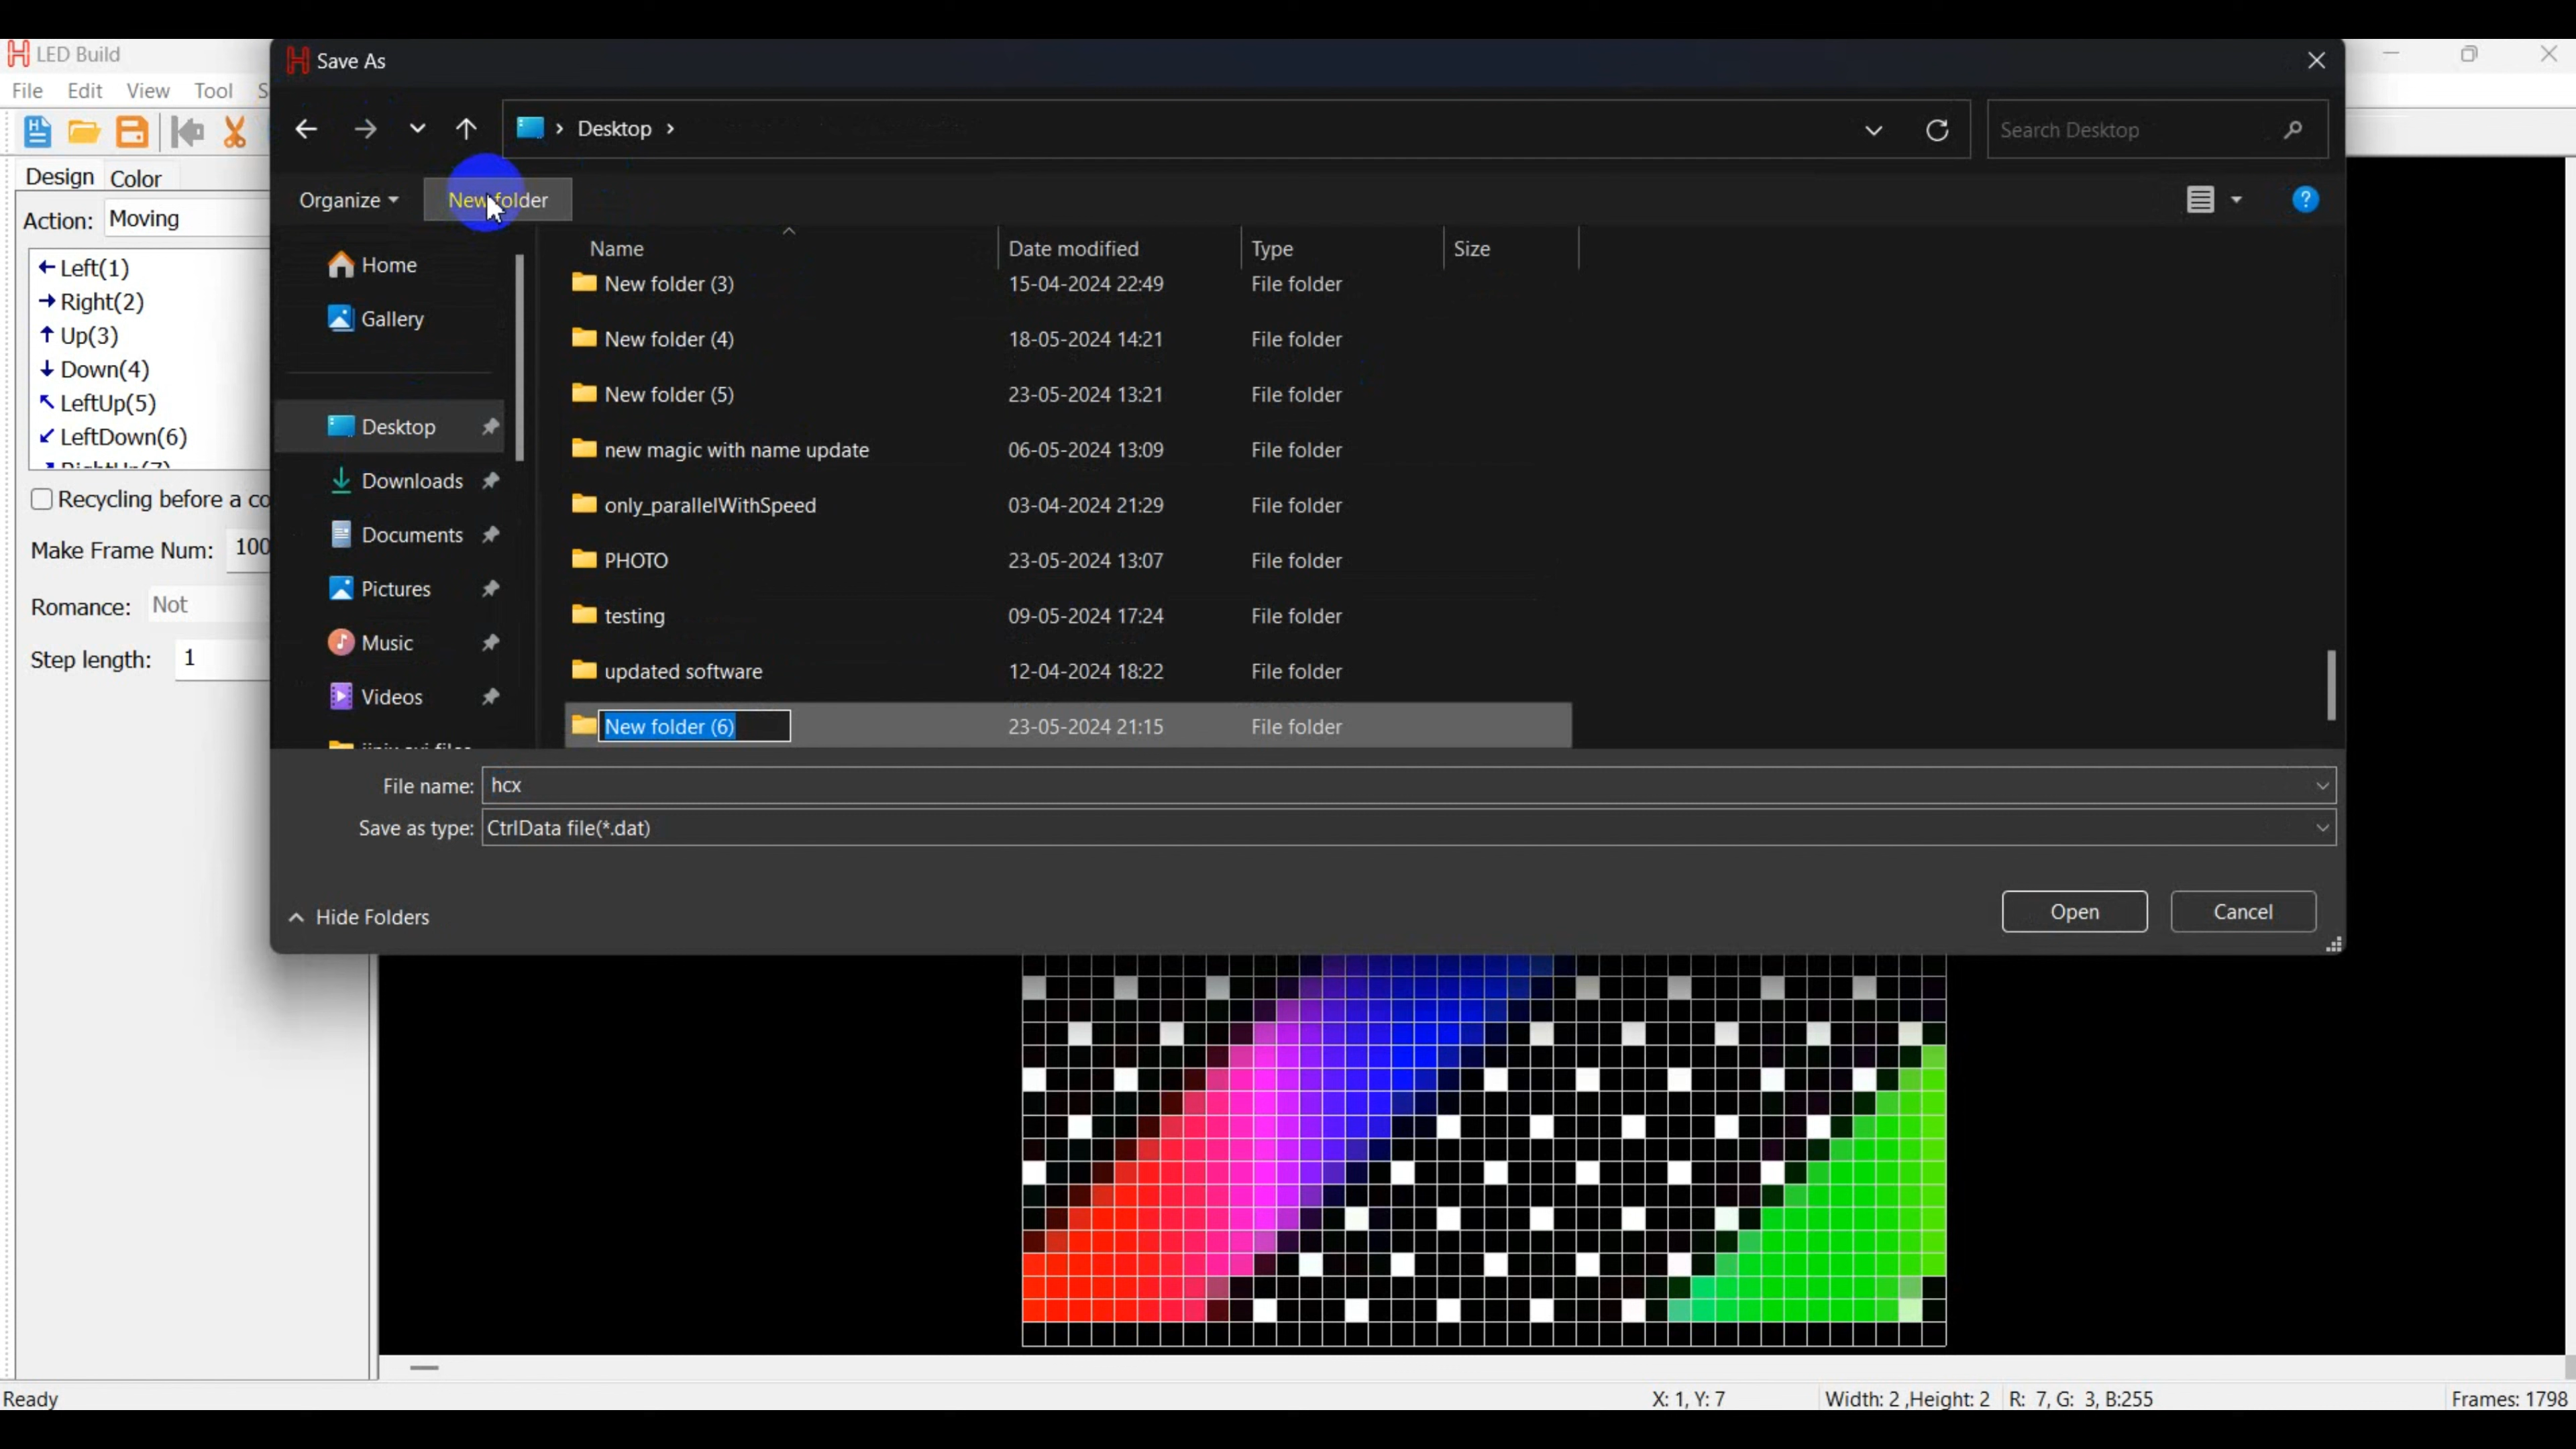 LED Build
Save As
File Edit View Tool S
Desktop
Search Desktop
Design Color
Organize New folder
Action: Moving
Name Date modified Type Size
Left(1)
Right(2)
Up(3)
Down(4)
LeftUp(5)
LeftDown(6)
Recycling before a co
Make Frame Num: 100
Romance: Not
Step length: 1
Home
Gallery
Desktop
Downloads
Documents
Pictures
Music
Videos
New folder (3) 15-04-2024 22:49 File folder
New folder (4) 18-05-2024 14:21 File folder
New folder (5) 23-05-2024 13:21 File folder
new magic with name update 06-05-2024 13:09 File folder
only_parallelWithSpeed 03-04-2024 21:29 File folder
PHOTO 23-05-2024 13:07 File folder
testing 09-05-2024 17:24 File folder
updated software 12-04-2024 18:22 File folder
New folder (6) 23-05-2024 21:15 File folder
File name: hcx
Save as type: CtrlData file(*.dat)
Hide Folders
Open Cancel
Ready X: 1, Y: 7 Width: 2 ,Height: 2 R: 7, G: 3, B:255 Frames: 1798